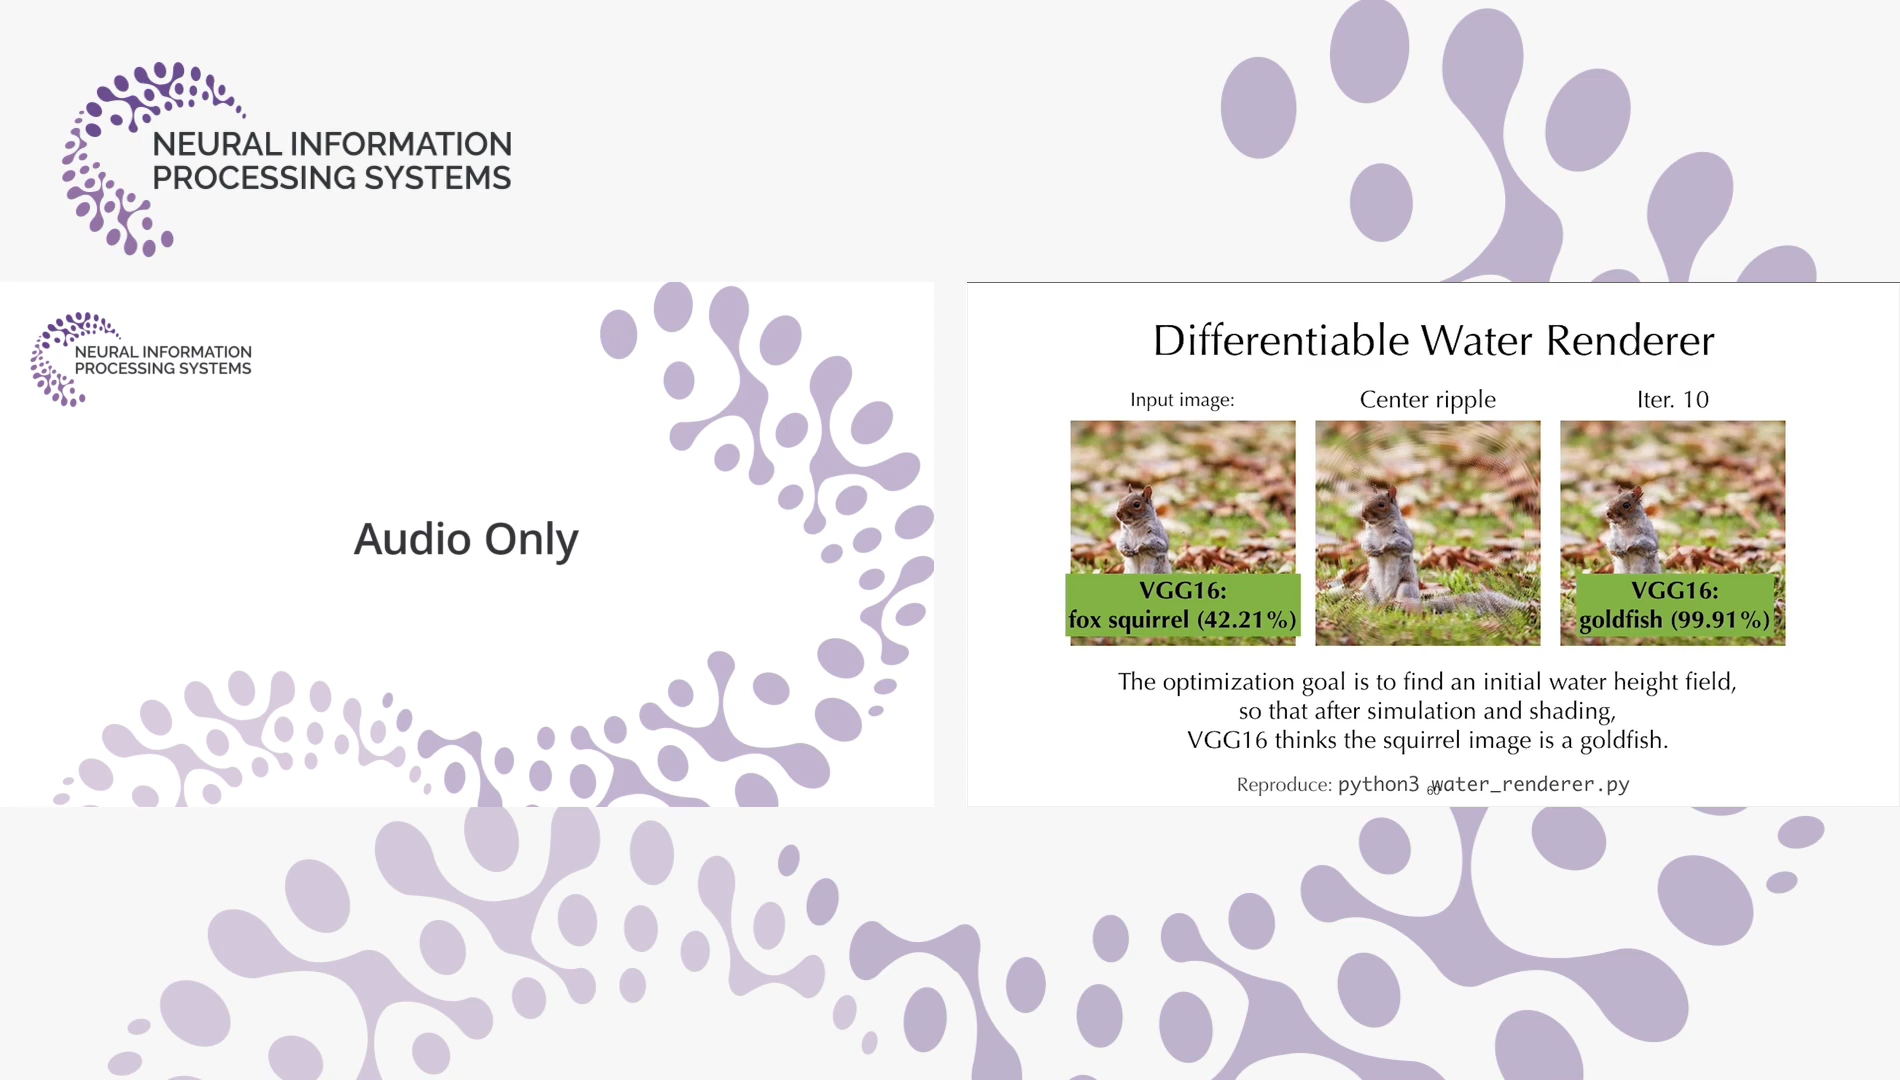 NEURAL INFORMATION
PROCESSING SYSTEMS
NEURAL INFORMATION
PROCESSING SYSTEMS
Audio Only
Differentiable Water Renderer
Input image:
Center ripple
Iter. 10
VGG16:
fox squirrel (42.21%)
VGG16:
goldfish (99.91%)
The optimization goal is to find an initial water height field,
so that after simulation and shading,
VGG16 thinks the squirrel image is a goldfish.
Reproduce: python3 water_renderer.py